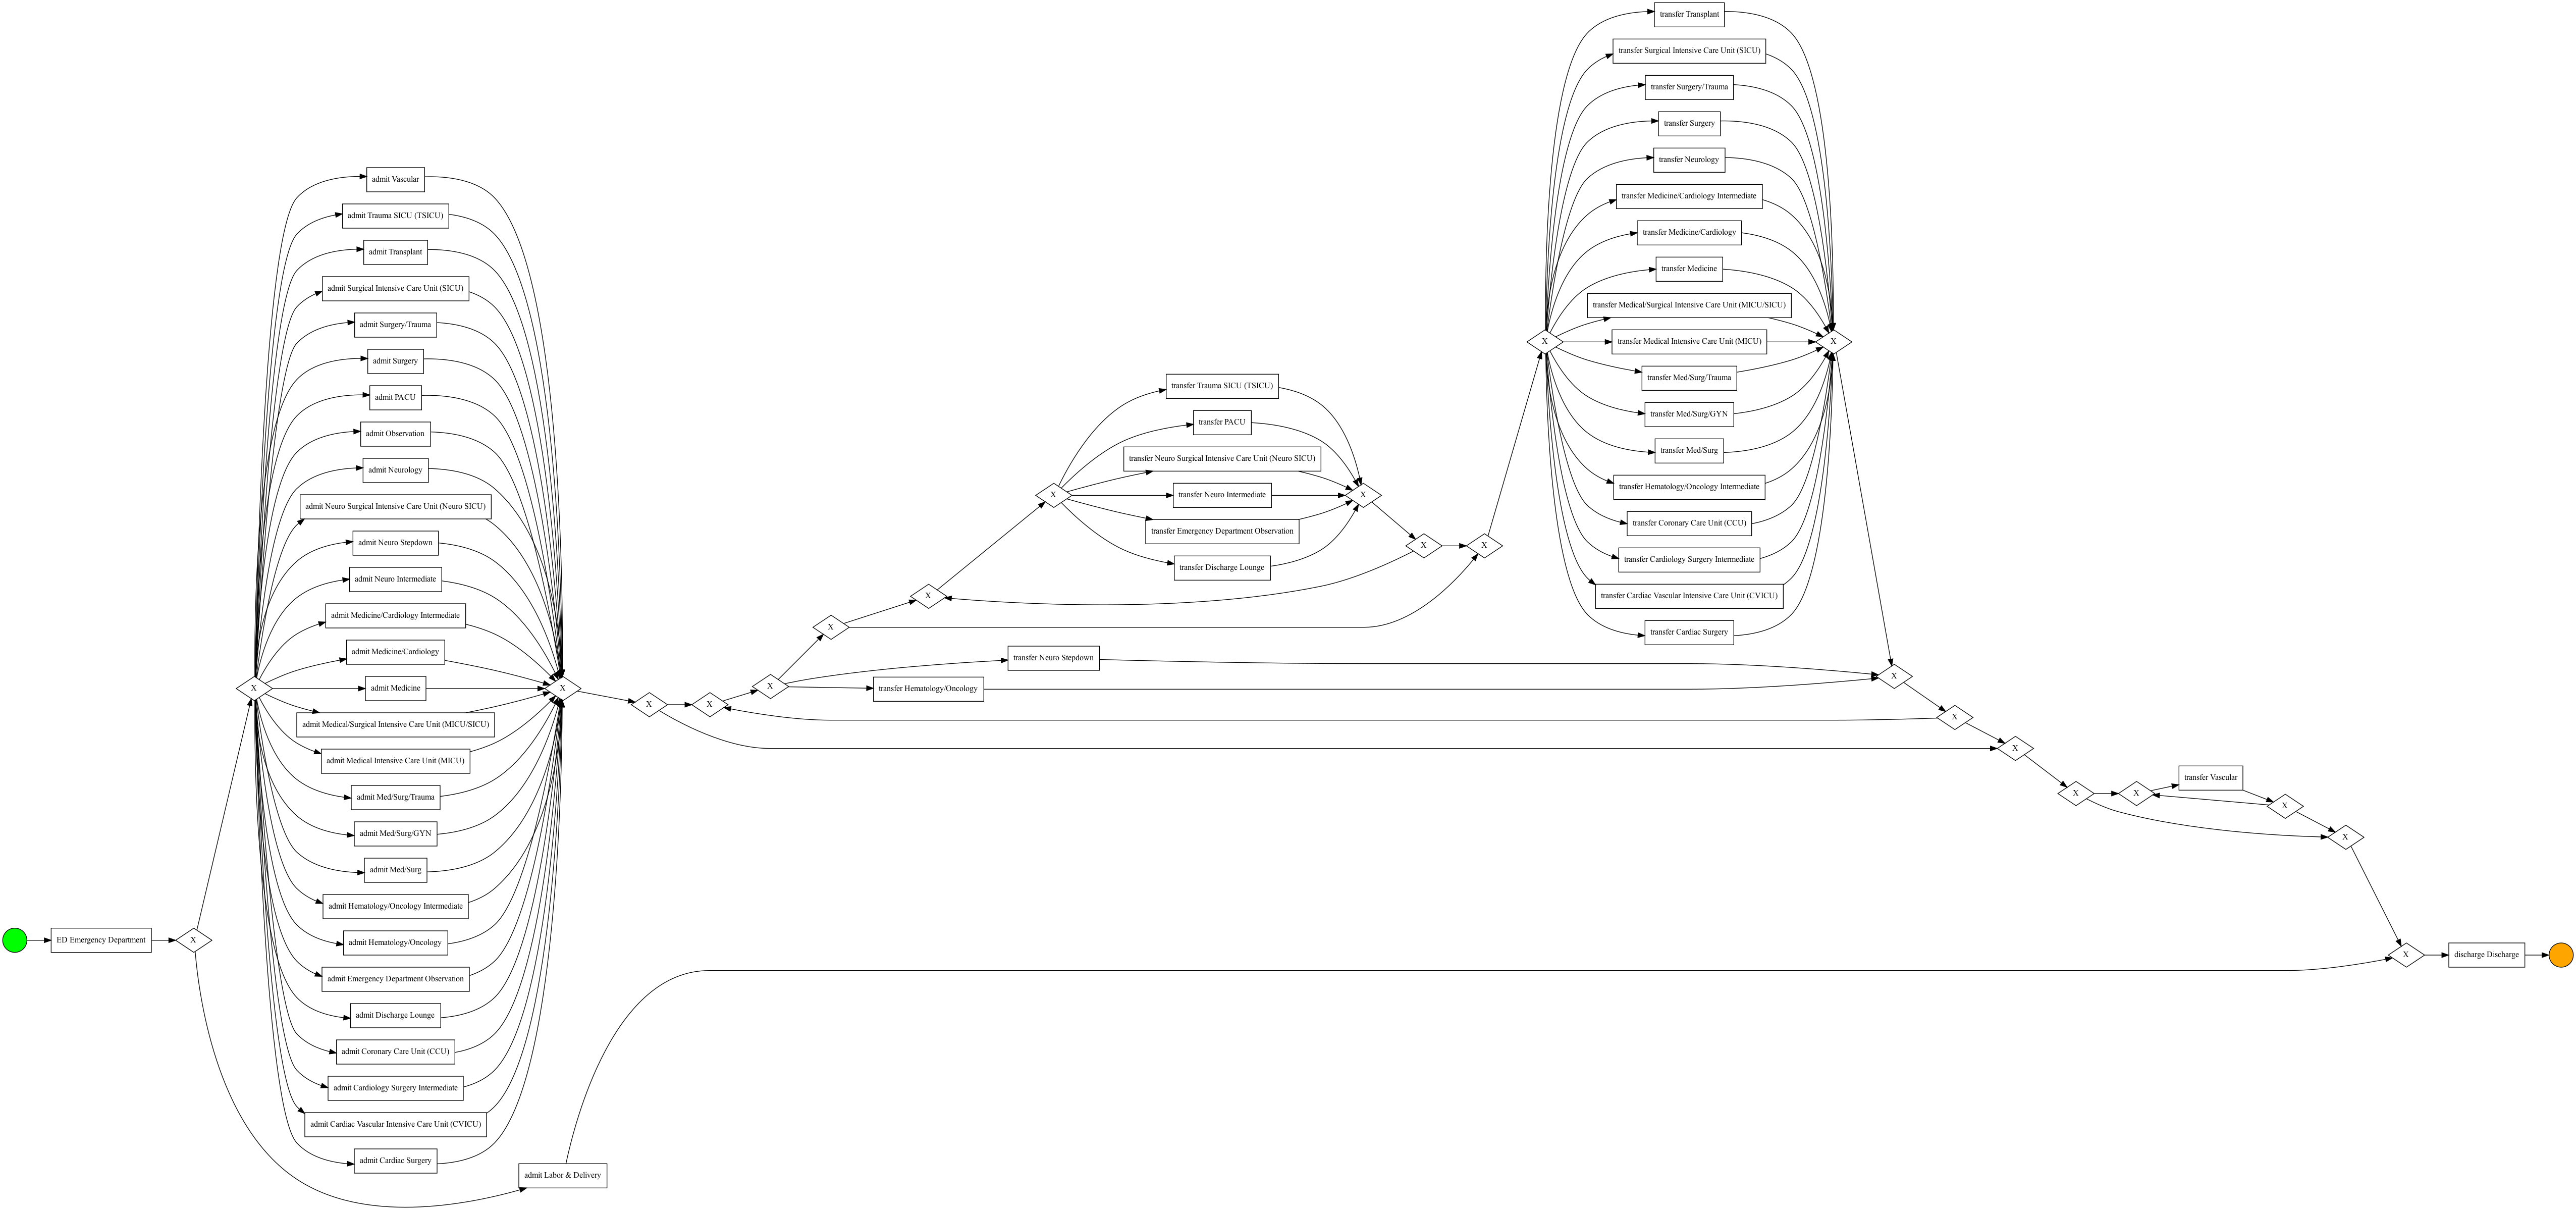 ED Emergency Department
X
X
admit Vascular
admit Trauma SICU (TSICU)
admit Transplant
admit Surgical Intensive Care Unit (SICU)
admit Surgery/Trauma
admit Surgery
admit PACU
admit Observation
admit Neurology
admit Neuro Surgical Intensive Care Unit (Neuro SICU)
admit Neuro Stepdown
admit Neuro Intermediate
admit Medicine/Cardiology Intermediate
admit Medicine/Cardiology
admit Medicine
admit Medical/Surgical Intensive Care Unit (MICU/SICU)
admit Medical Intensive Care Unit (MICU)
admit Med/Surg/Trauma
admit Med/Surg/GYN
admit Med/Surg
admit Hematology/Oncology Intermediate
admit Hematology/Oncology
admit Emergency Department Observation
admit Discharge Lounge
admit Coronary Care Unit (CCU)
admit Cardiology Surgery Intermediate
admit Cardiac Vascular Intensive Care Unit (CVICU)
admit Cardiac Surgery
admit Labor & Delivery
X
X
X
X
X
X
transfer Neuro Stepdown
transfer Hematology/Oncology
X
transfer Trauma SICU (TSICU)
transfer PACU
transfer Neuro Surgical Intensive Care Unit (Neuro SICU)
transfer Neuro Intermediate
transfer Emergency Department Observation
transfer Discharge Lounge
X
X
X
X
transfer Transplant
transfer Surgical Intensive Care Unit (SICU)
transfer Surgery/Trauma
transfer Surgery
transfer Neurology
transfer Medicine/Cardiology Intermediate
transfer Medicine/Cardiology
transfer Medicine
transfer Medical/Surgical Intensive Care Unit (MICU/SICU)
transfer Medical Intensive Care Unit (MICU)
transfer Med/Surg/Trauma
transfer Med/Surg/GYN
transfer Med/Surg
transfer Hematology/Oncology Intermediate
transfer Coronary Care Unit (CCU)
transfer Cardiology Surgery Intermediate
transfer Cardiac Vascular Intensive Care Unit (CVICU)
transfer Cardiac Surgery
X
X
X
X
X
X
transfer Vascular
X
X
X
discharge Discharge